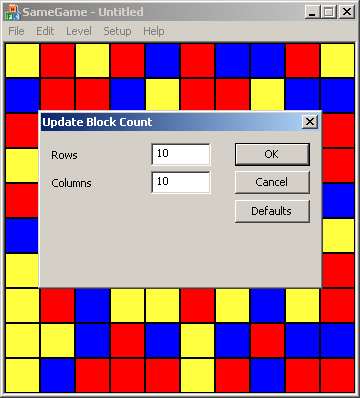 SameGame - Untitled
File Edit Level Setup Help
Update Block Count
Rows 10 OK
Columns 10 Cancel
Defaults